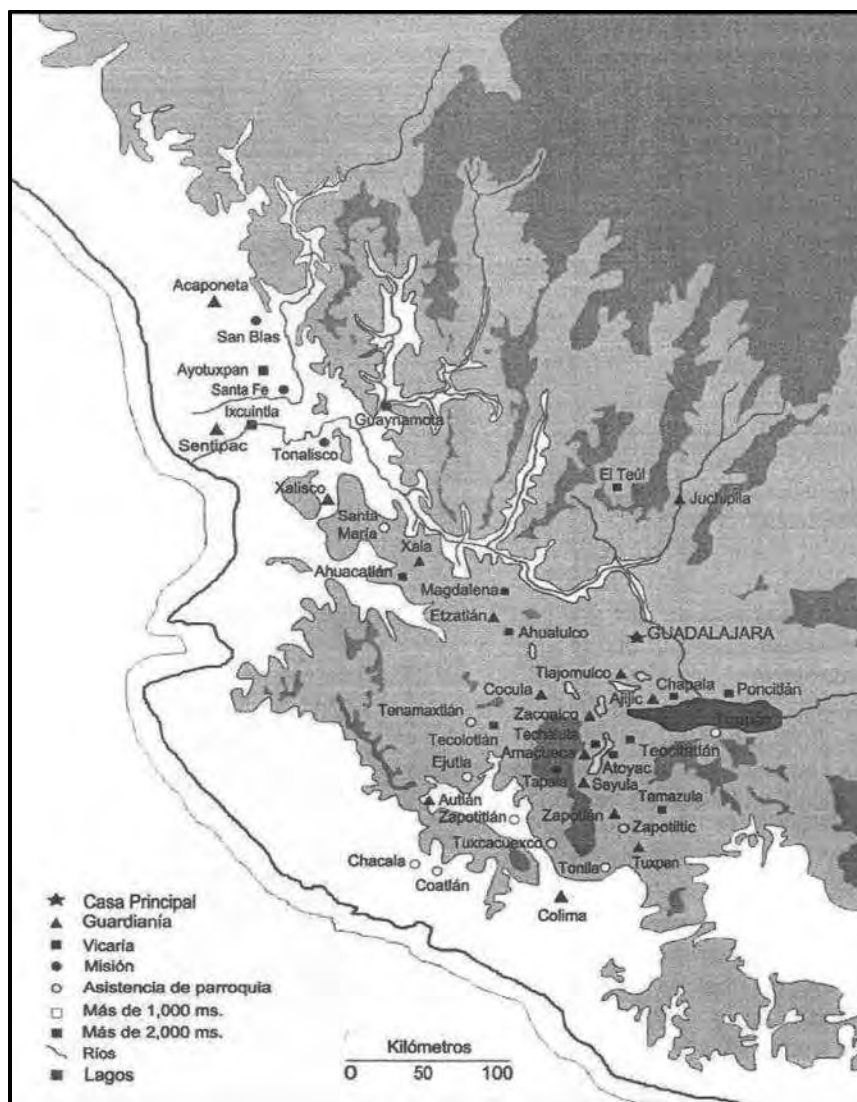 Acaponeta
San Blas
Ayotuxpan
Santa Fe
Ixcuintla
Guaynamota
Sentipac
Tonalisco
El Teúl
Xalisco
Juchipila
Santa
María
Xala
Ahuacatlán
Magdalena
Etzatlán
Ahualulco
GUADALAJARA
Tlajomulco
Cocula
Ajijic
Chapala
Poncitlán
Tenamaxtlán
Zacoalco
Tecolotlán
Techaluta
Teocitatlán
Amacueca
Atoyac
Ejutla
Tapala
Sayula
Tamazula
Autlán
Zapotitlán
Zapotlán
Zapotiltic
Tuxcacuexco
Tuxpan
Chacala
Coatlán
Tonila
Colima
Casa Principal
Guardianía
Vicaría
Misión
Asistencia de parroquia
Más de 1,000 ms.
Más de 2,000 ms.
Ríos
Lagos
Kilómetros
0 50 100